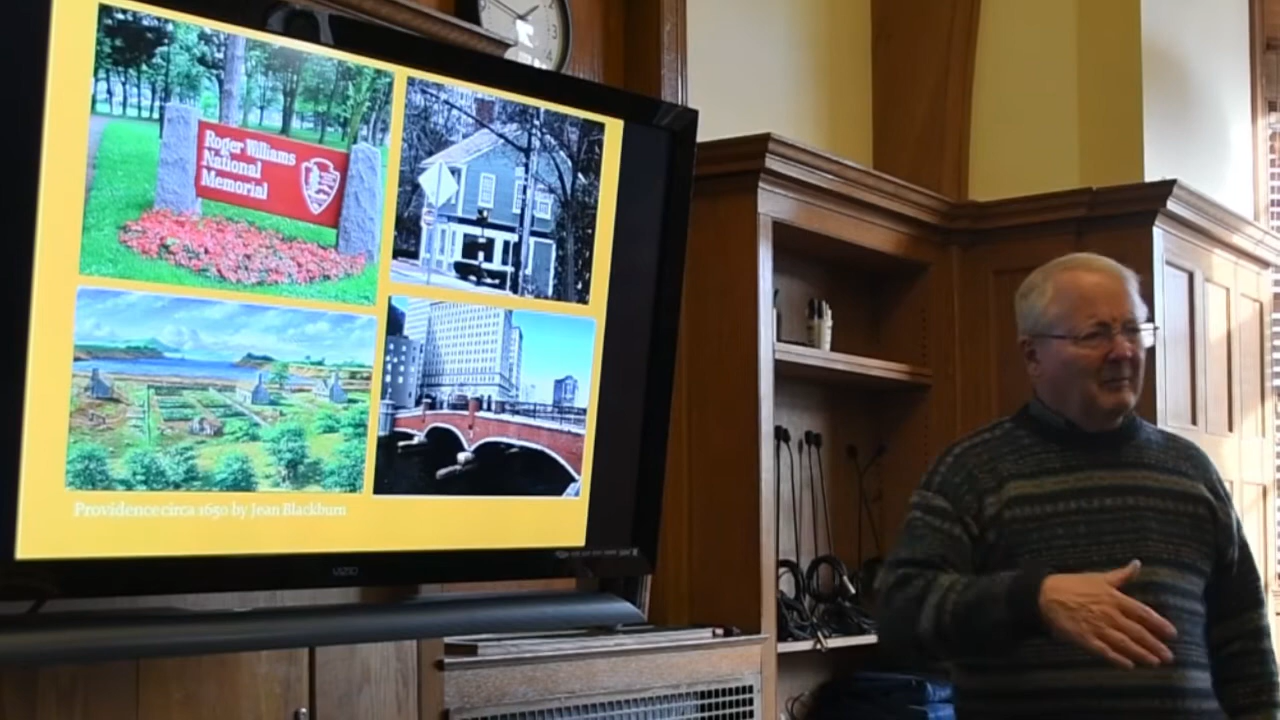 Roger Williams
National
Memorial
Providence circa 1650 by Jean Blackburn
VIZIO